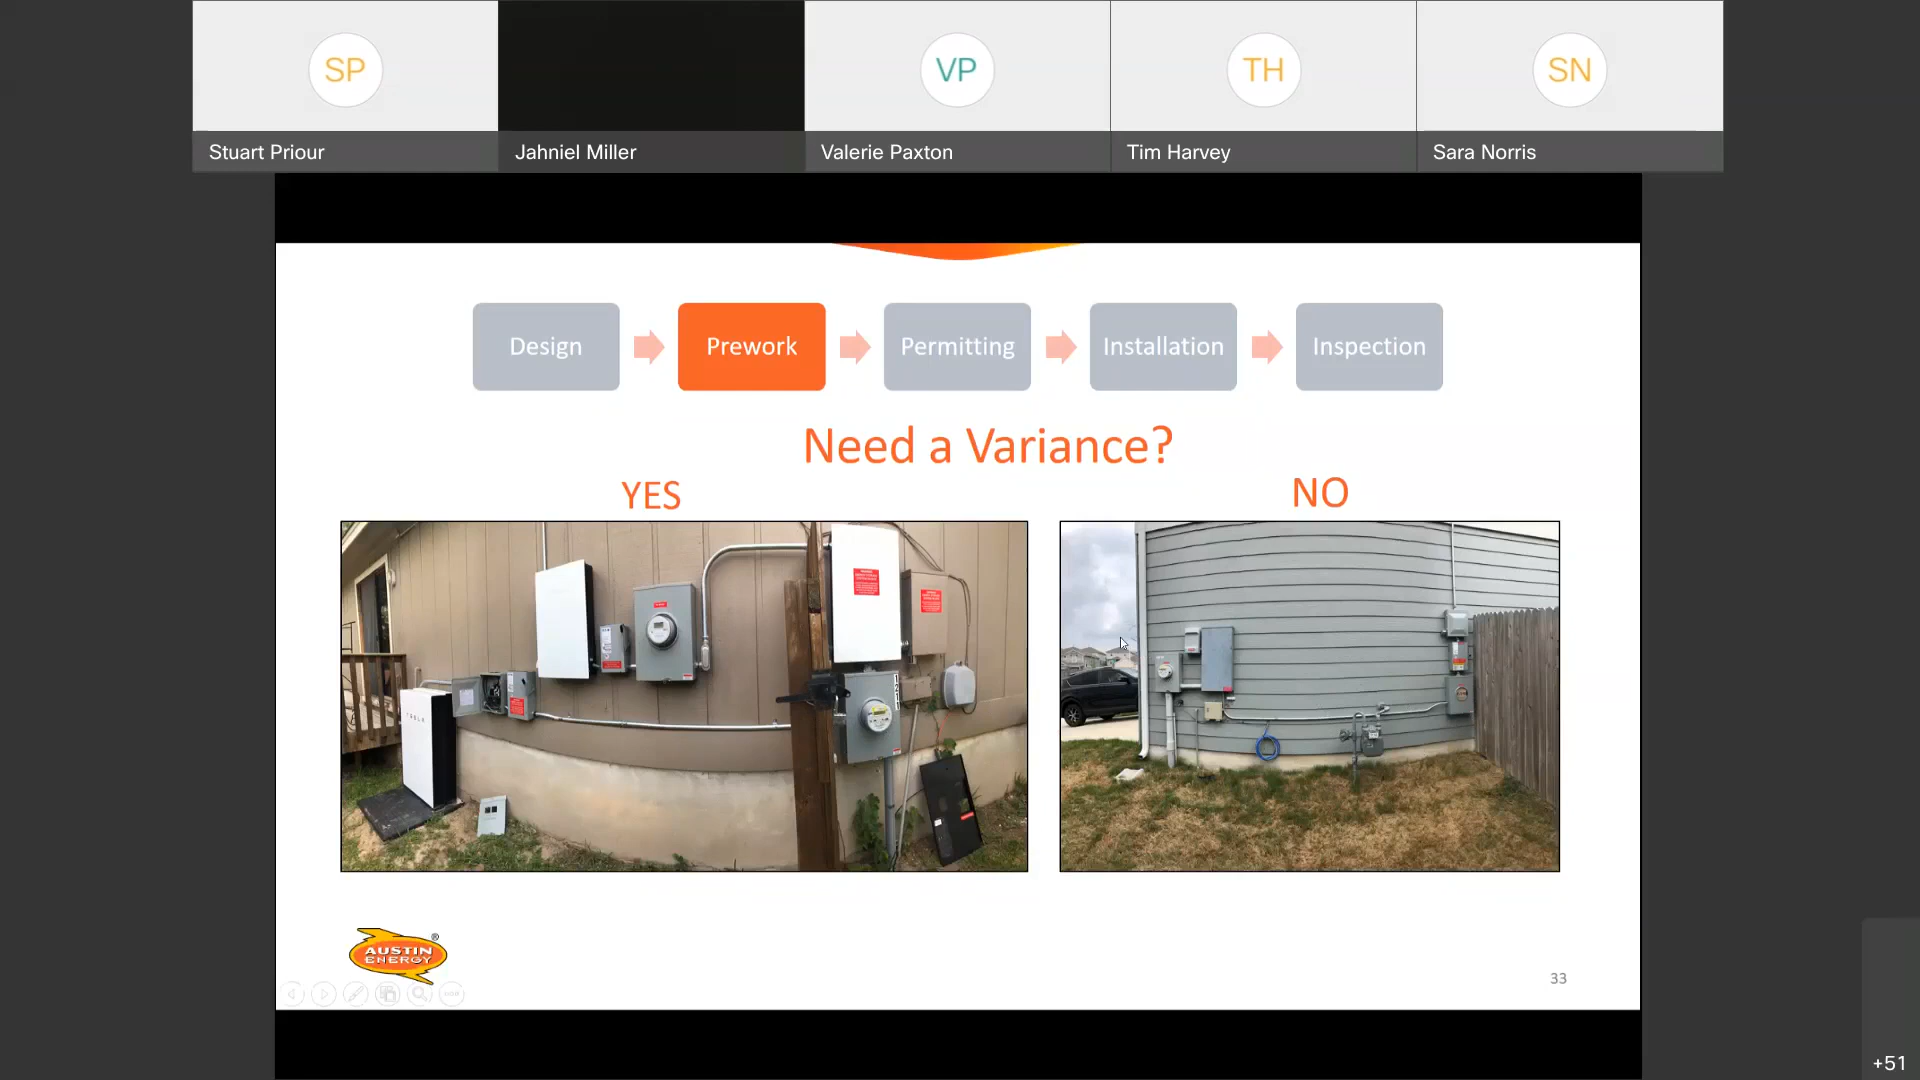 SP
VP
TH
SN
Stuart Priour
Jahniel Miller
Valerie Paxton
Tim Harvey
Sara Norris
Design
Prework
Permitting
Installation
Inspection
Need a Variance?
YES
NO
TESLA
AUSTIN
ENERGY
®
33
+51